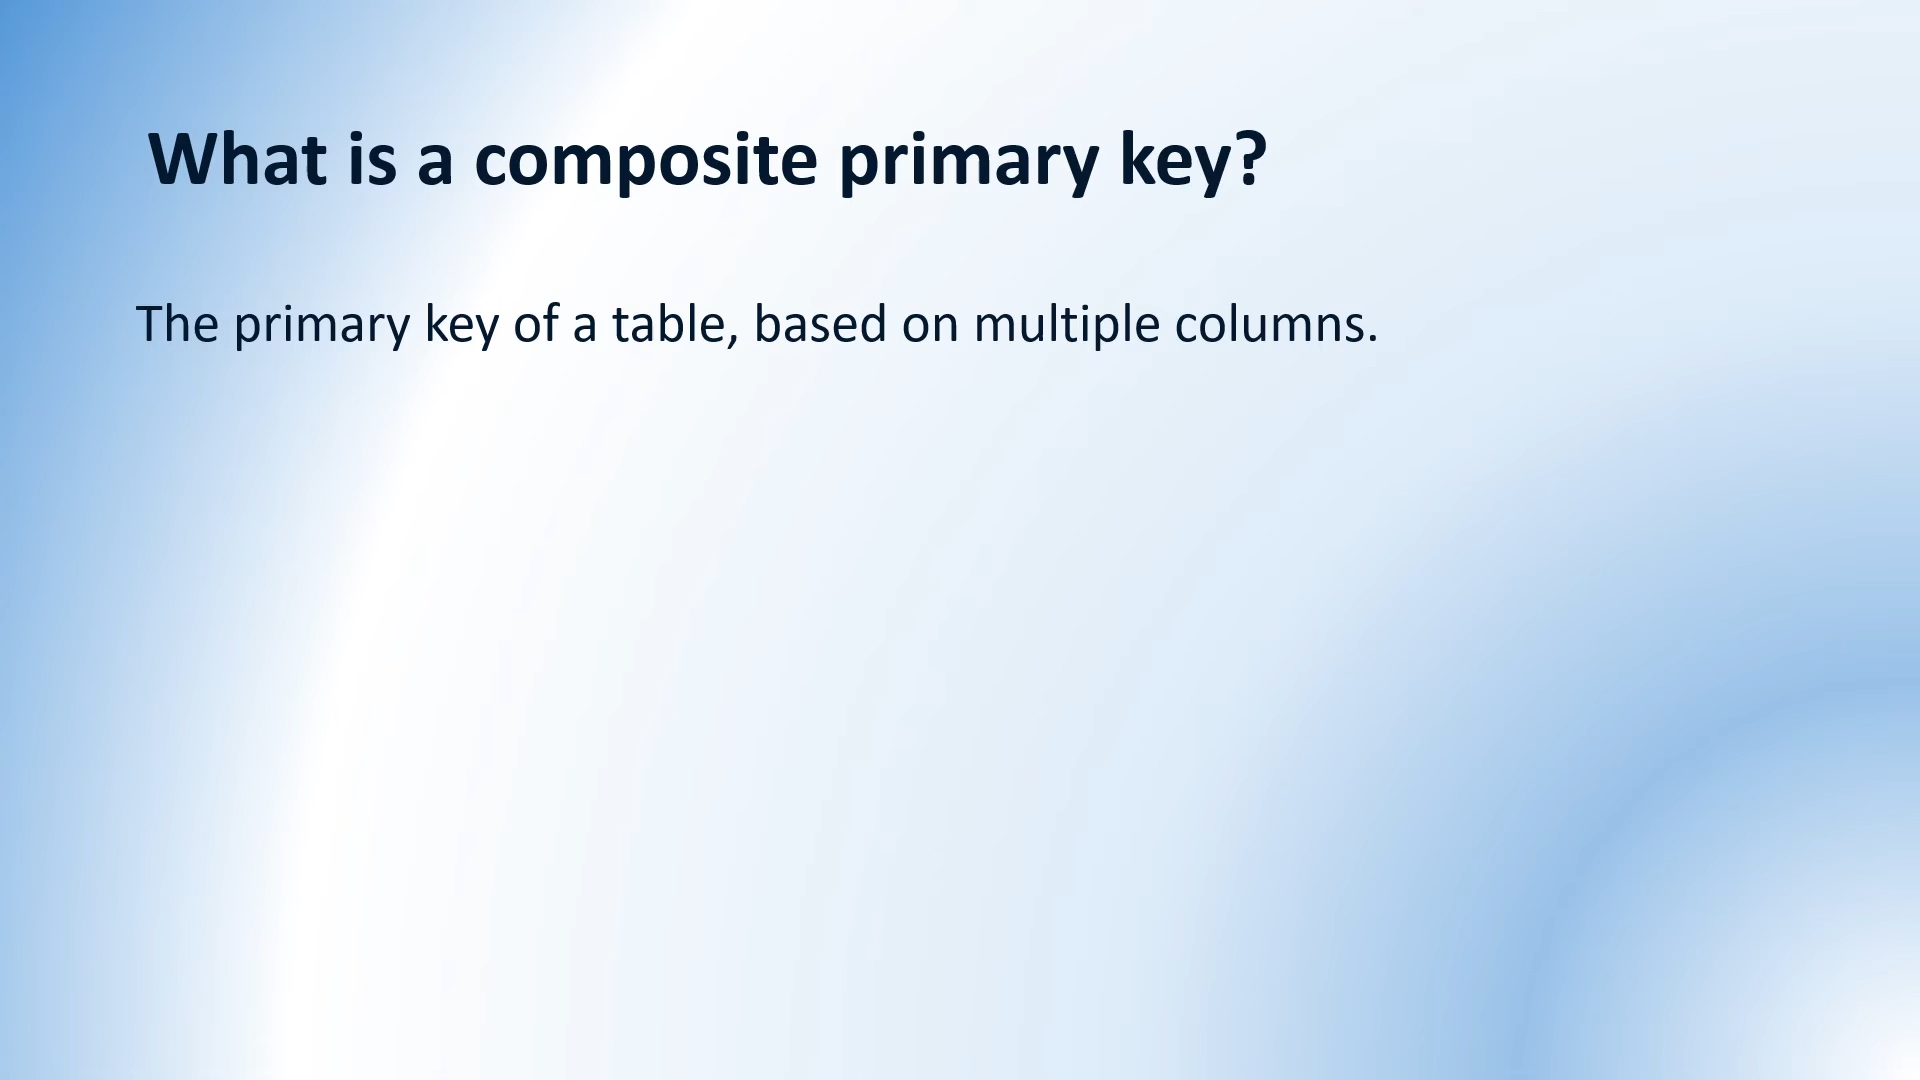 What is a composite primary key?
The primary key of a table, based on multiple columns.